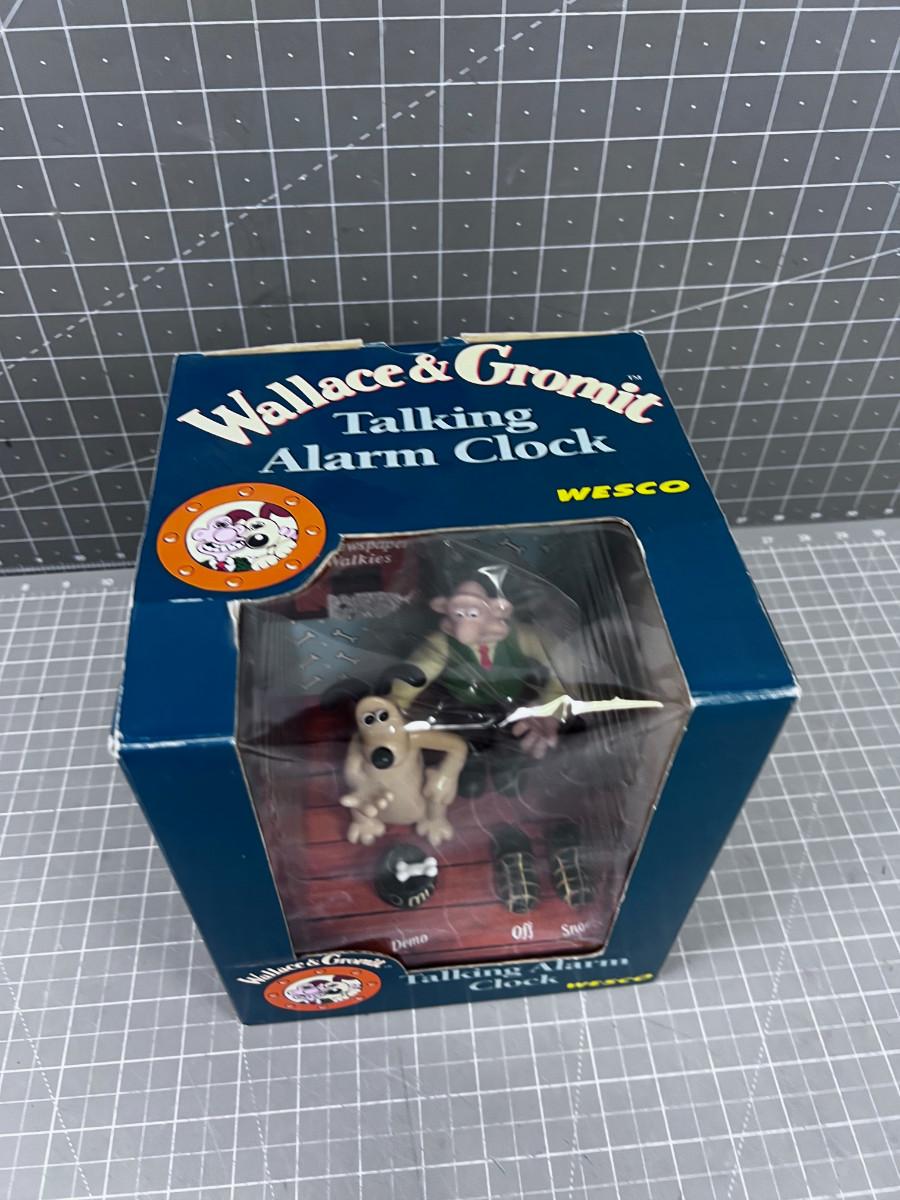 Wallace & Gromit™
Talking
Alarm Clock
WESCO
Walkies
Demo
Off
Wallace & Gromit
Talking Alarm
Clock WESCO